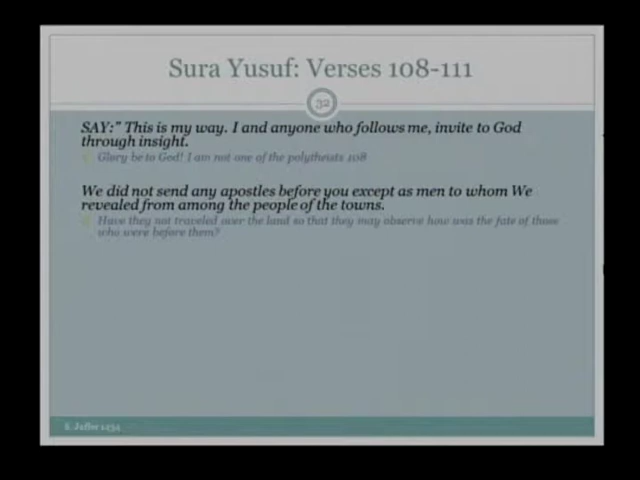 Sura Yusuf: Verses 108-111
32
SAY:" This is my way. I and anyone who follows me, invite to God
through insight.
Glory be to God! I am not one of the polytheists 108
We did not send any apostles before you except as men to whom We
revealed from among the people of the towns.
Have they not traveled over the land so that they may observe how was the fate of those
who were before them?
Jaffer 1434